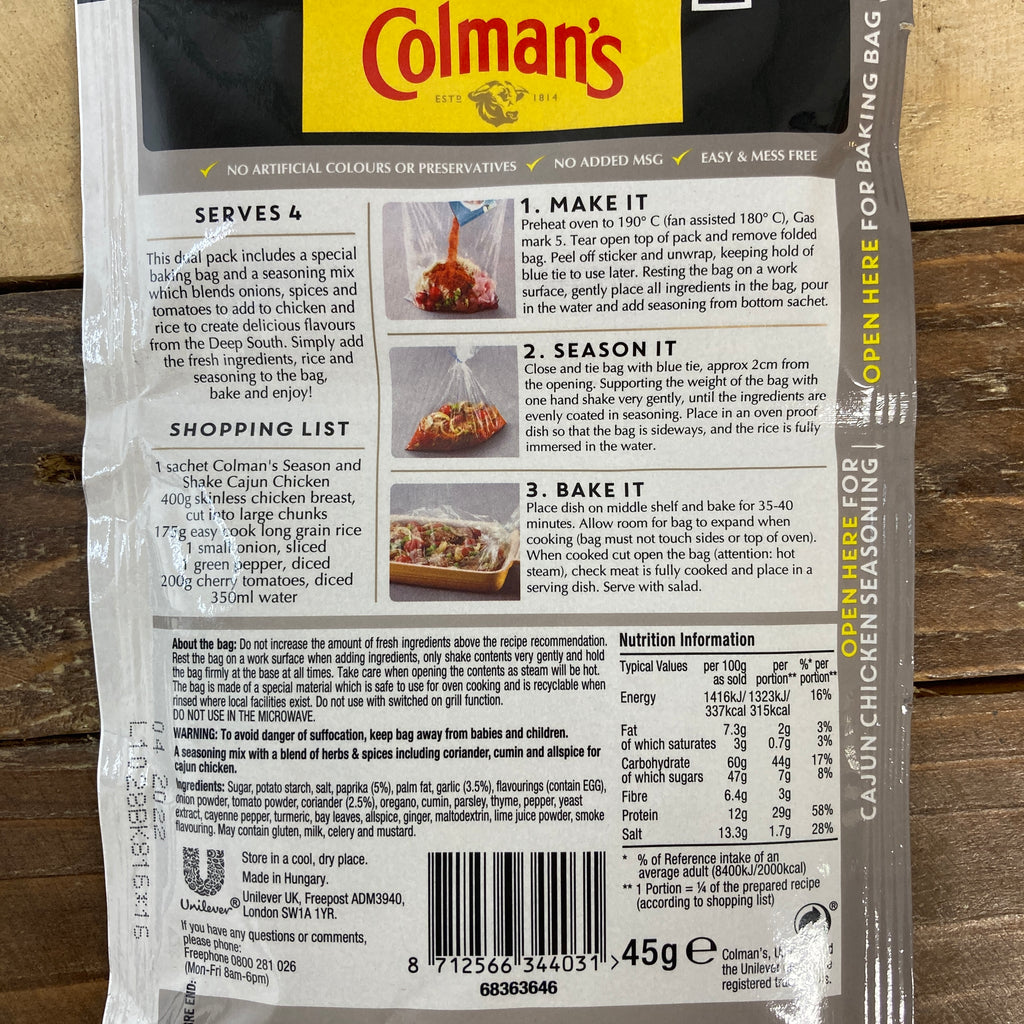 Colman's
ESTD 1814
NO ARTIFICIAL COLOURS OR PRESERVATIVES
NO ADDED MSG
EASY & MESS FREE
SERVES 4
This dual pack includes a special
baking bag and a seasoning mix
which blends onions, spices and
tomatoes to add to chicken and
rice to create delicious flavours
from the Deep South. Simply add
the fresh ingredients, rice and
seasoning to the bag,
bake and enjoy!
SHOPPING LIST
1 sachet Colman's Season and
Shake Cajun Chicken
400g skinless chicken breast,
cut into large chunks
175g easy cook long grain rice
1 small onion, sliced
1 green pepper, diced
200g cherry tomatoes, diced
350ml water
1. MAKE IT
Preheat oven to 190° C (fan assisted 180° C), Gas
mark 5. Tear open top of pack and remove folded
bag. Peel off sticker and unwrap, keeping hold of
blue tie to use later. Resting the bag on a work
surface, gently place all ingredients in the bag, pour
in the water and add seasoning from bottom sachet.
2. SEASON IT
Close and tie bag with blue tie, approx 2cm from
the opening. Supporting the weight of the bag with
one hand shake very gently, until the ingredients are
evenly coated in seasoning. Place in an oven proof
dish so that the bag is sideways, and the rice is fully
immersed in the water.
3. BAKE IT
Place dish on middle shelf and bake for 35-40
minutes. Allow room for bag to expand when
cooking (bag must not touch sides or top of oven).
When cooked cut open the bag (attention: hot
steam), check meat is fully cooked and place in a
serving dish. Serve with salad.
OPEN HERE FOR BAKING BAG
OPEN HERE FOR
CAJUN CHICKEN SEASONING
About the bag: Do not increase the amount of fresh ingredients above the recipe recommendation.
Rest the bag on a work surface when adding ingredients, only shake contents very gently and hold
the bag firmly at the base at all times. Take care when opening the contents as steam will be hot.
The bag is made of a special material which is safe to use for oven cooking and is recyclable when
rinsed where local facilities exist. Do not use with switched on grill function.
DO NOT USE IN THE MICROWAVE.
WARNING: To avoid danger of suffocation, keep bag away from babies and children.
A seasoning mix with a blend of herbs & spices including coriander, cumin and allspice for
cajun chicken.
Ingredients: Sugar, potato starch, salt, paprika (5%), palm fat, garlic (3.5%), flavourings (contain EGG),
onion powder, tomato powder, coriander (2.5%), oregano, cumin, parsley, thyme, pepper, yeast
extract, cayenne pepper, turmeric, bay leaves, allspice, ginger, maltodextrin, lime juice powder, smoke
flavouring. May contain gluten, milk, celery and mustard.
Nutrition Information
Typical Values per 100g per %* per
as sold portion** portion**
Energy 1416kJ/ 1323kJ/ 16%
337kcal 315kcal
Fat 7.3g 2g 3%
of which saturates 3g 0.7g 3%
Carbohydrate 60g 44g 17%
of which sugars 47g 7g 8%
Fibre 6.4g 3g
Protein 12g 29g 58%
Salt 13.3g 1.7g 28%
* % of Reference intake of an
average adult (8400kJ/2000kcal)
** 1 Portion = ¼ of the prepared recipe
(according to shopping list)
04 2022
L1028BK816316
Unilever®
Store in a cool, dry place.
Made in Hungary.
Unilever UK, Freepost ADM3940,
London SW1A 1YR.
If you have any questions or comments,
please phone:
Freephone 0800 281 026
(Mon-Fri 8am-6pm)
RE END:
8 712566 344031 >
68363646
45g e
®
Colman's,
the Unilever
registered